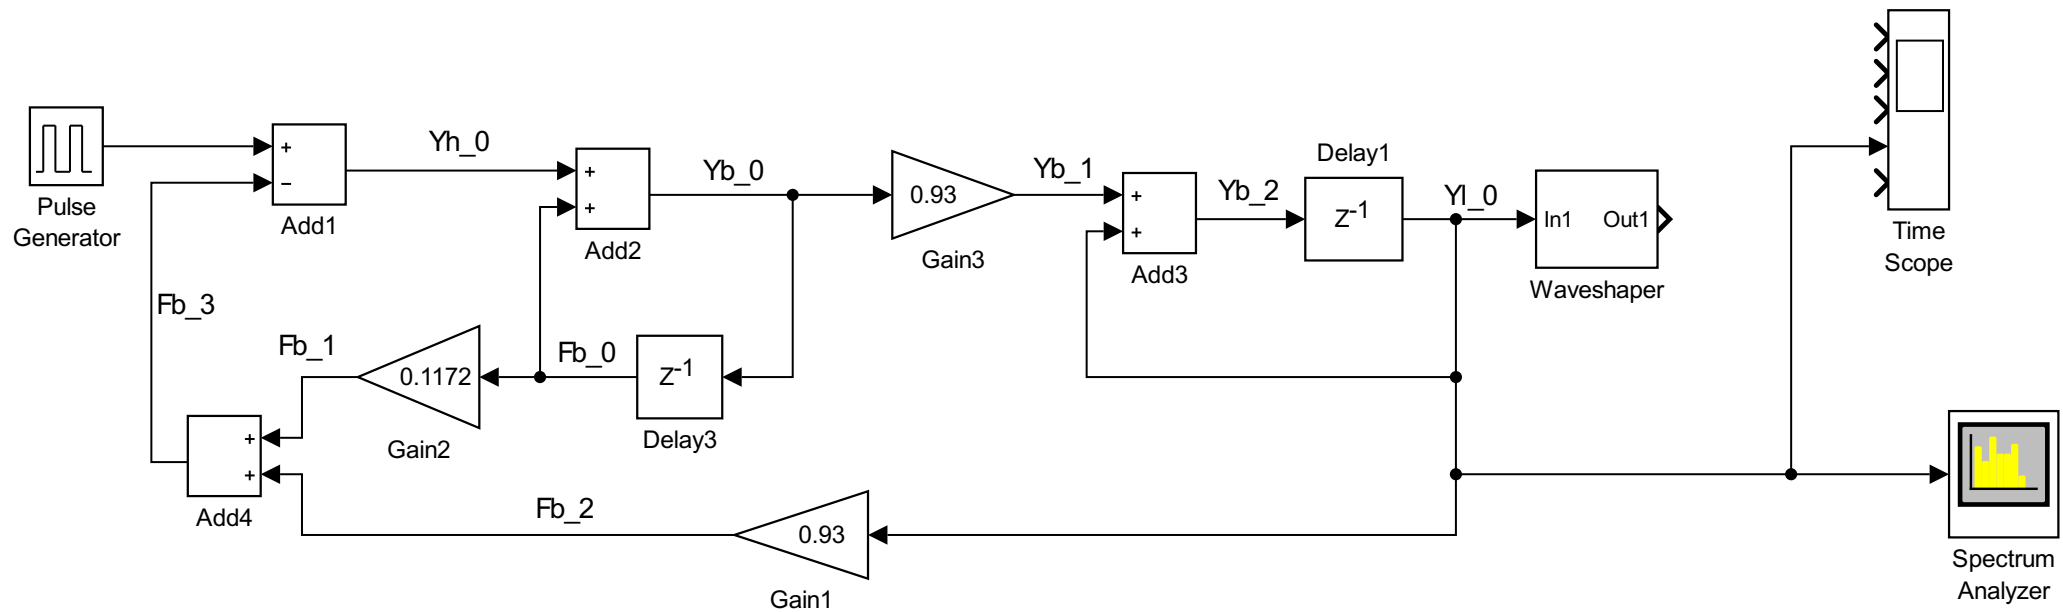 Pulse
Generator
+
−
Add1
Yh_0
+
+
Add2
Yb_0
0.93
Gain3
Yb_1
+
+
Add3
Yb_2
Delay1
Z-1
Yl_0
In1 Out1
Waveshaper
Time
Scope
Fb_3
Fb_1
0.1172
Gain2
Fb_0
Z-1
Delay3
+
+
Add4
Fb_2
0.93
Gain1
Spectrum
Analyzer